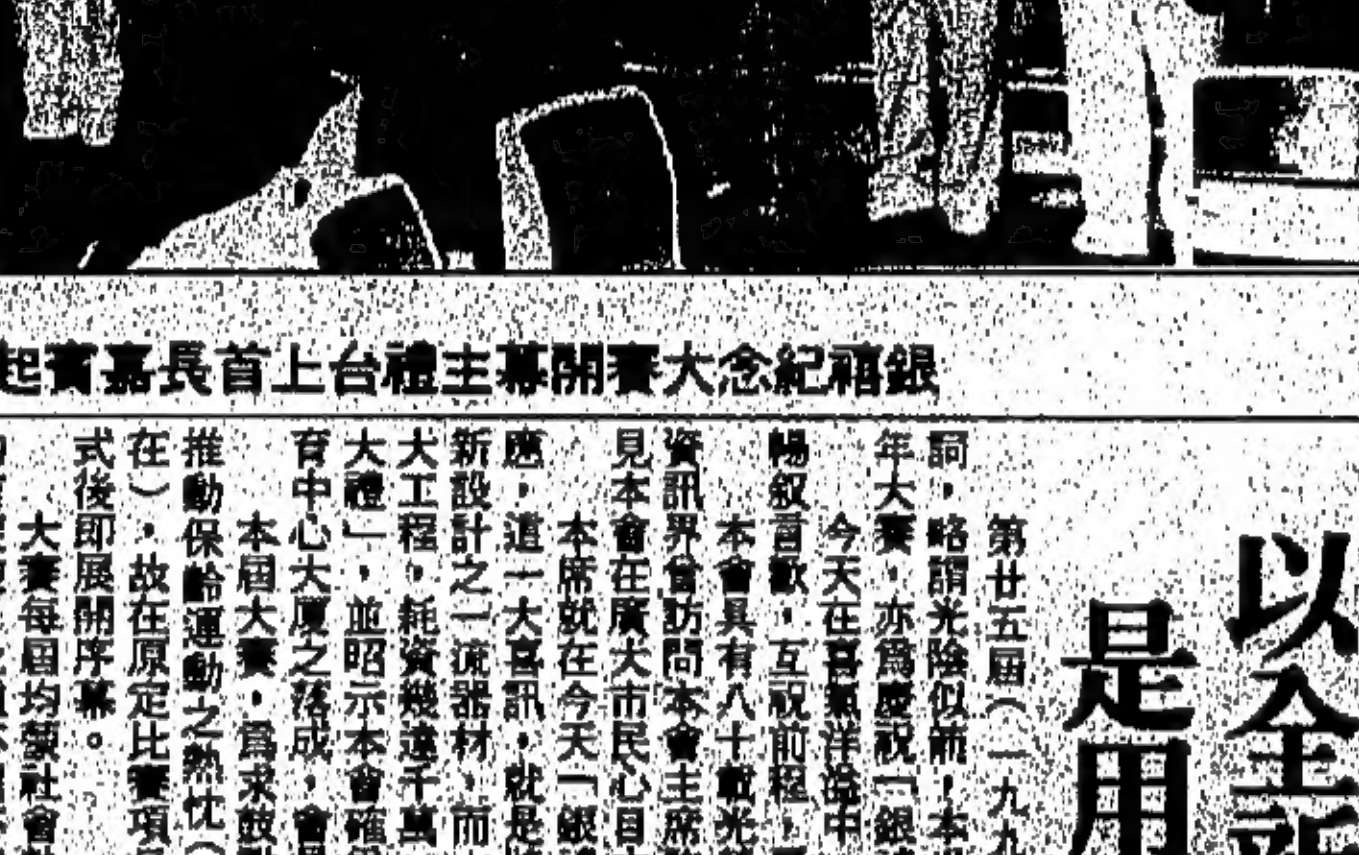 銀禧紀念大賽開幕主禮台上首長嘉賓起
以全
是用
第廿五屆（一九九
詞，略謂光陰似箭，本
年大賽，亦爲慶祝「銀
今天在喜氣洋溢中
暢叙言歡，互祝前程，
本會具有八十載光
資訊界曾訪問本會主席
見本會在廣大市民心目
本席就在今天「銀
應，這一大喜訊，就是
新設計之一流器材，而
大工程，耗資幾達千萬
大禮」，並昭示本會確
育中心大厦之落成，會
本屆大賽，爲求鼓
推動保齡運動之熱忱（
在），故在原定比賽項
式後即展開序幕。
大賽每屆均蒙社會